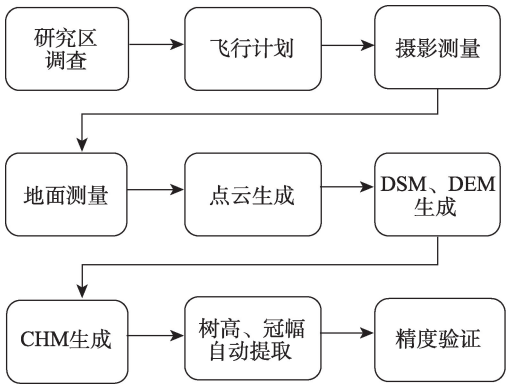 研究区
调查
飞行计划
摄影测量
地面测量
点云生成
DSM、DEM
生成
CHM生成
树高、冠幅
自动提取
精度验证